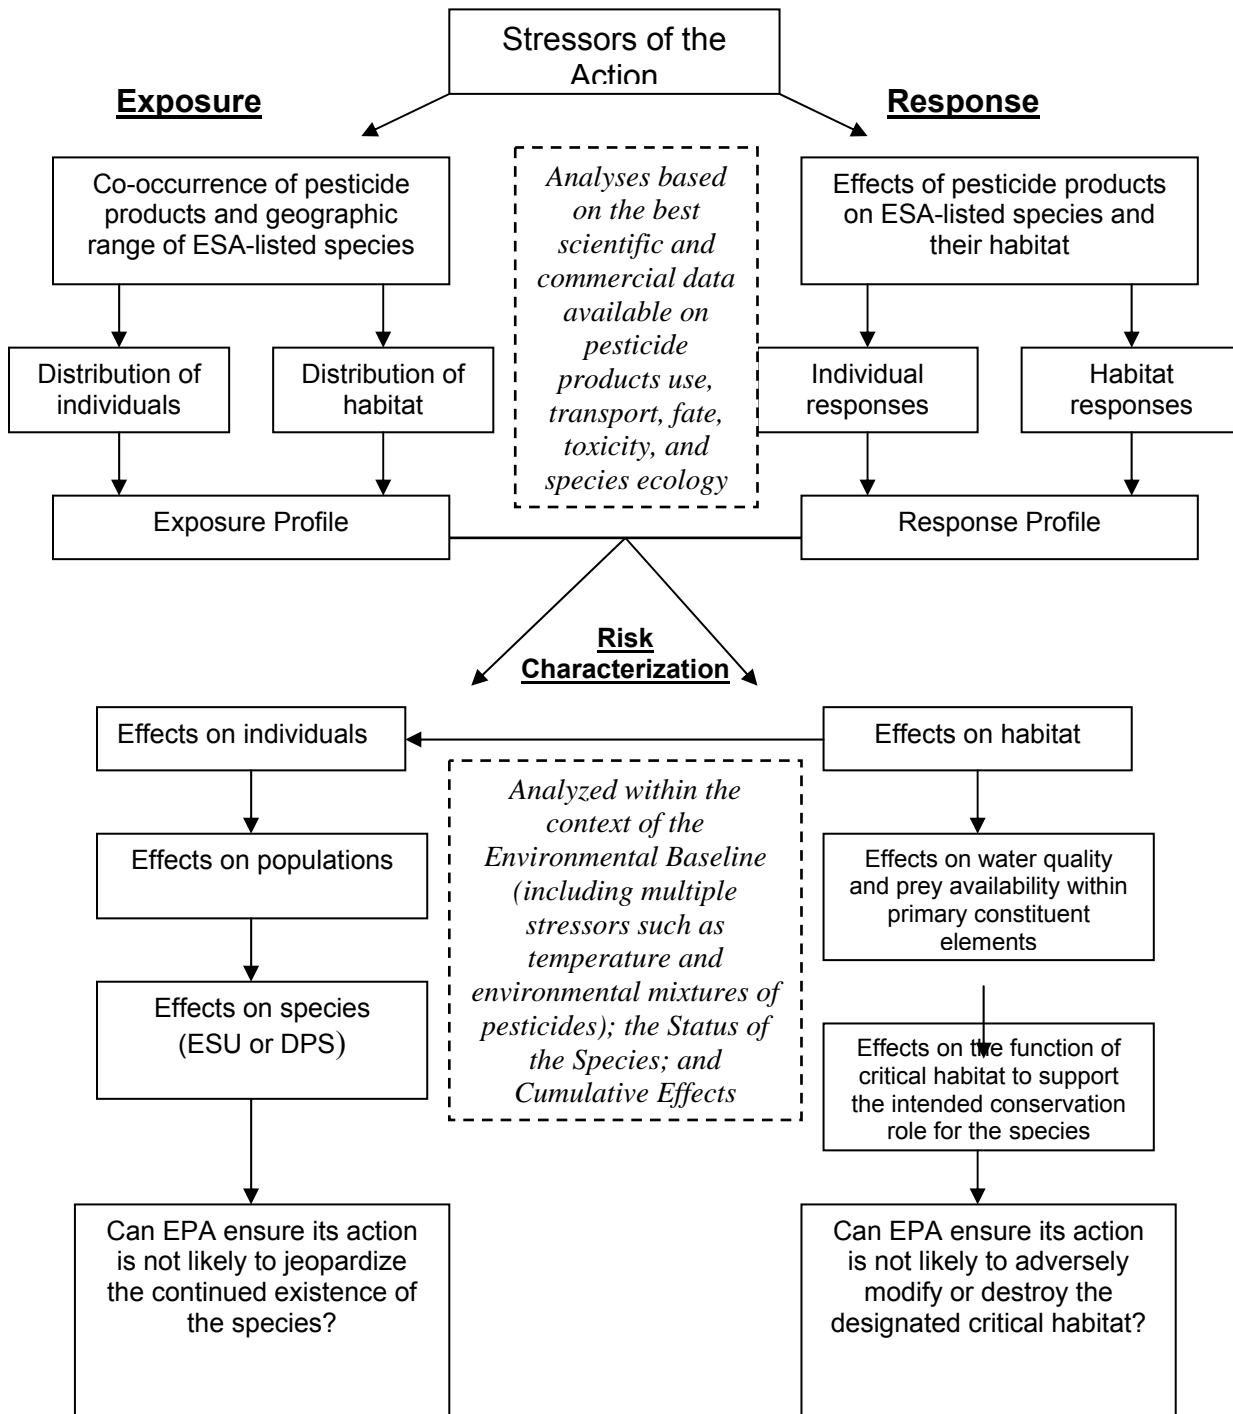 Stressors of the
Action
Exposure
Response
Co-occurrence of pesticide
products and geographic
range of ESA-listed species
Analyses based
on the best
scientific and
commercial data
available on
pesticide
products use,
transport, fate,
toxicity, and
species ecology
Effects of pesticide products
on ESA-listed species and
their habitat
Distribution of
individuals
Distribution of
habitat
Individual
responses
Habitat
responses
Exposure Profile
Response Profile
Risk
Characterization
Effects on individuals
Effects on habitat
Analyzed within the
context of the
Environmental Baseline
(including multiple
stressors such as
temperature and
environmental mixtures of
pesticides); the Status of
the Species; and
Cumulative Effects
Effects on populations
Effects on water quality
and prey availability within
primary constituent
elements
Effects on species
(ESU or DPS)
Effects on the function of
critical habitat to support
the intended conservation
role for the species
Can EPA ensure its action
is not likely to jeopardize
the continued existence of
the species?
Can EPA ensure its action
is not likely to adversely
modify or destroy the
designated critical habitat?